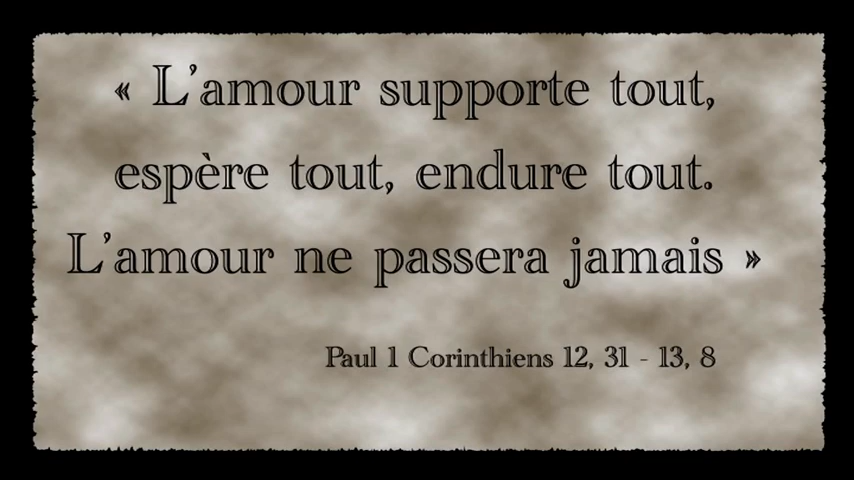 « L’amour supporte tout,
espère tout, endure tout.
L’amour ne passera jamais »
Paul 1 Corinthiens 12, 31 - 13, 8